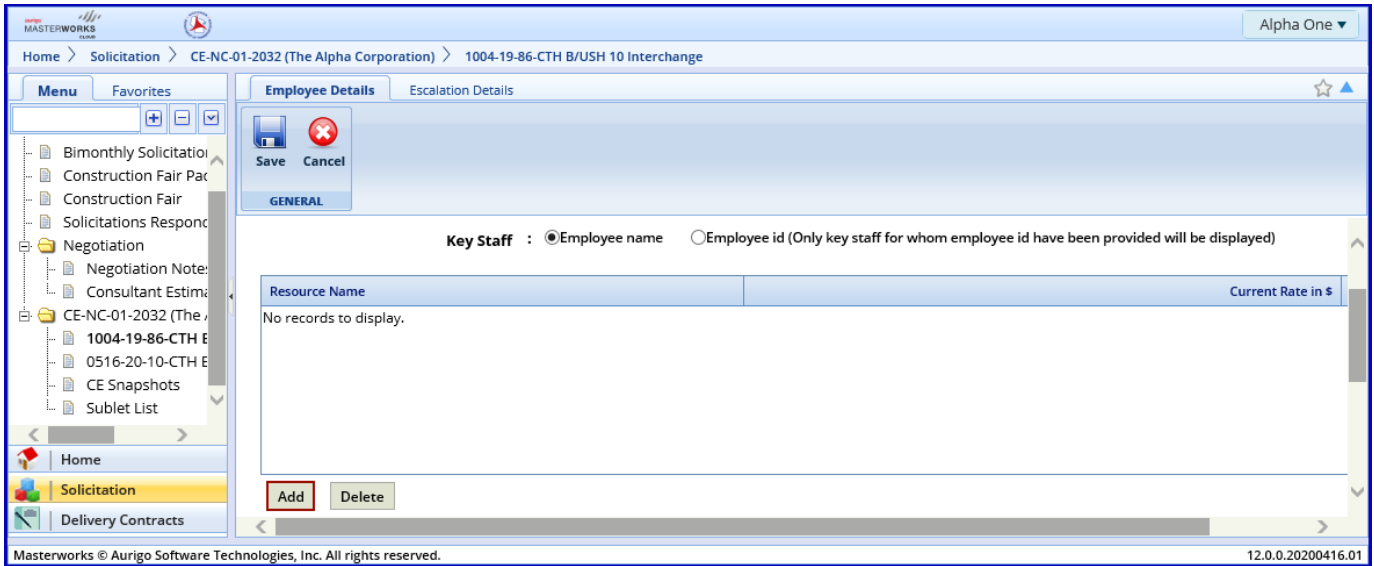 aurigo
MASTERWORKS
CLOUD
Alpha One ▼
Home > Solicitation > CE-NC-01-2032 (The Alpha Corporation) > 1004-19-86-CTH B/USH 10 Interchange
Menu Favorites
Employee Details Escalation Details
Save Cancel
GENERAL
Bimonthly Solicitation
Construction Fair Pac
Construction Fair
Solicitations Respond
Negotiation
Negotiation Notes
Consultant Estima
CE-NC-01-2032 (The A
1004-19-86-CTH B
0516-20-10-CTH E
CE Snapshots
Sublet List
Home
Solicitation
Delivery Contracts
Key Staff : Employee name Employee id (Only key staff for whom employee id have been provided will be displayed)
Resource Name Current Rate in $
No records to display.
Add Delete
Masterworks © Aurigo Software Technologies, Inc. All rights reserved. 12.0.0.20200416.01